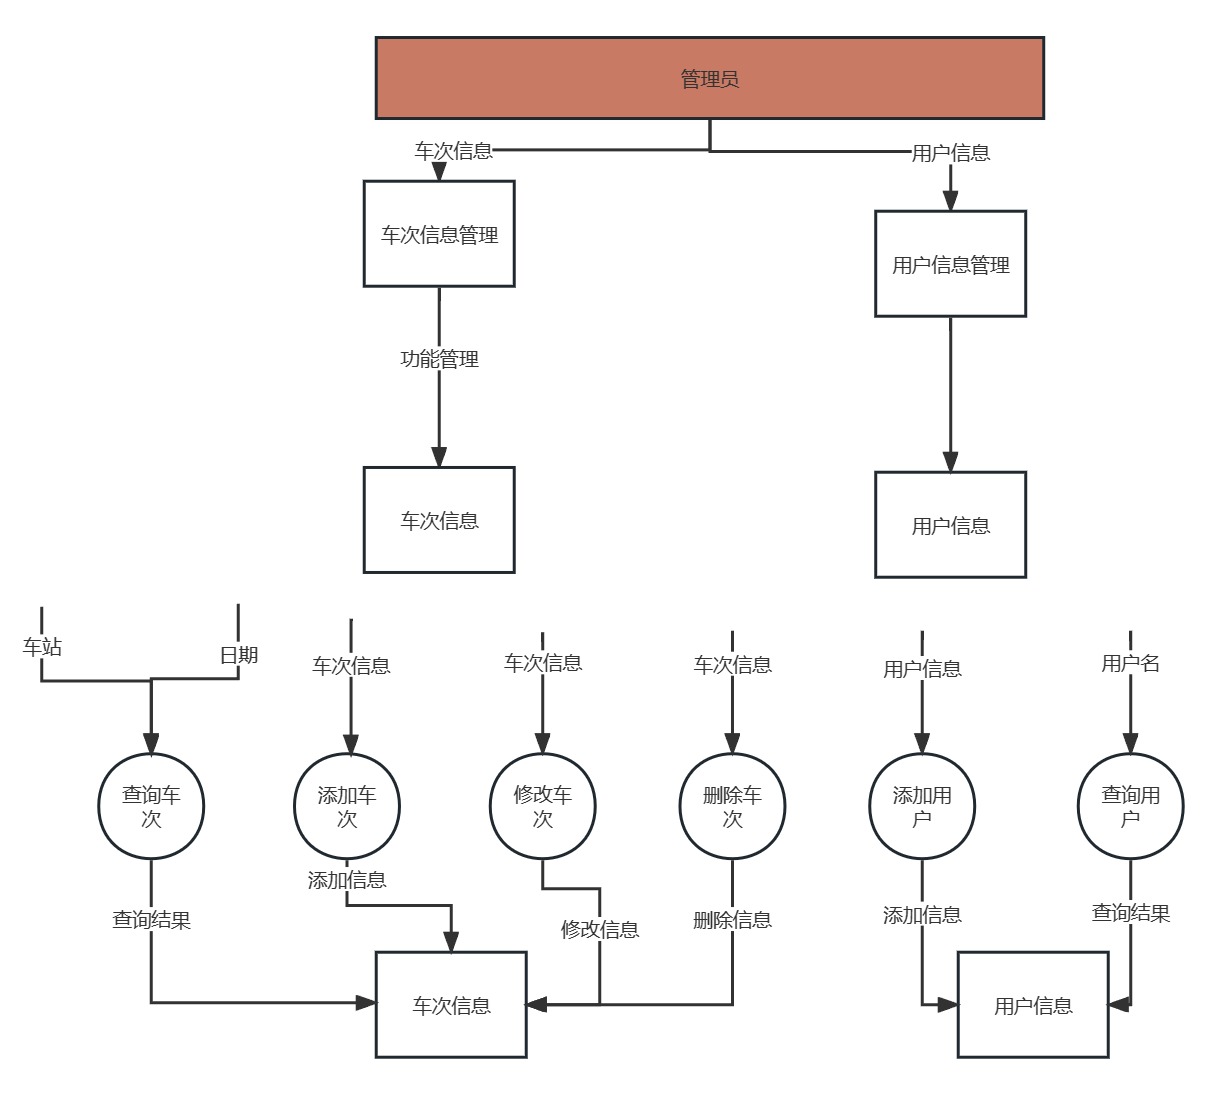 管理员
车次信息
用户信息
车次信息管理
用户信息管理
功能管理
车次信息
用户信息
车站
日期
车次信息
车次信息
车次信息
用户信息
用户名
查询车
次
添加车
次
修改车
次
删除车
次
添加用
户
查询用
户
查询结果
添加信息
修改信息
删除信息
添加信息
查询结果
车次信息
用户信息